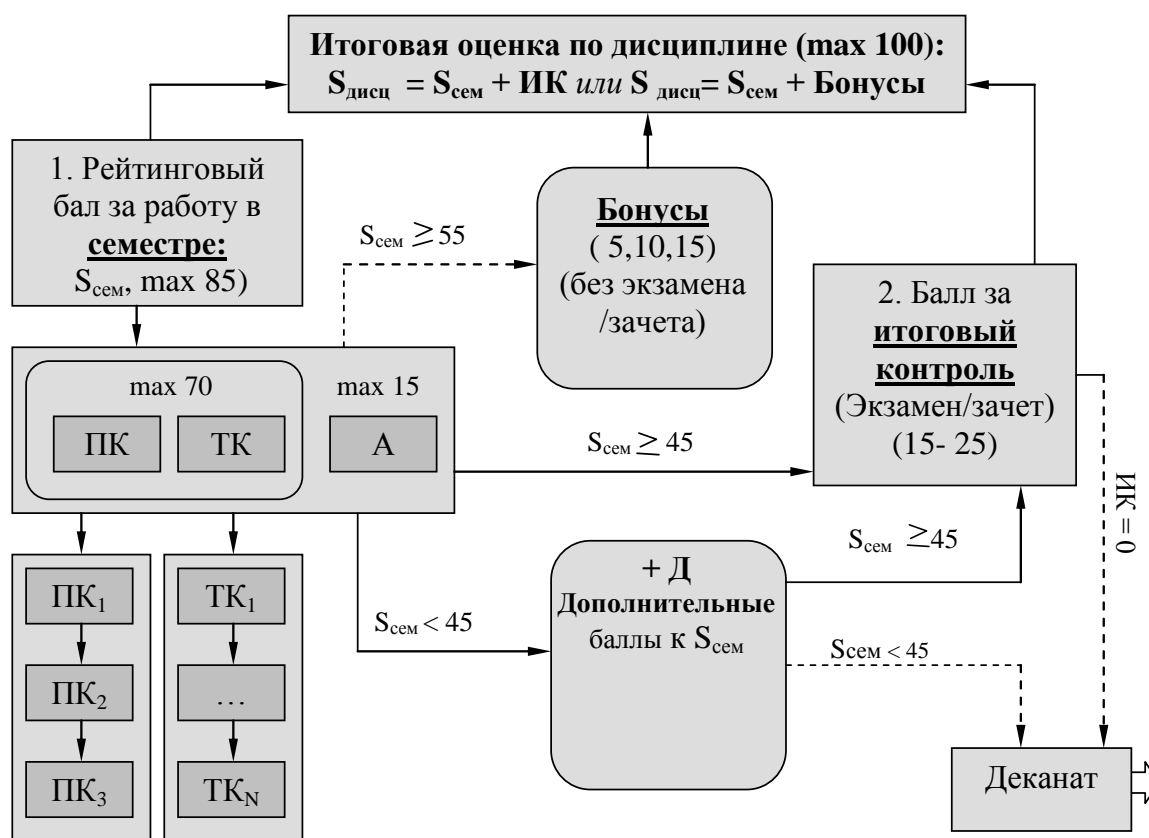 Итоговая оценка по дисциплине (max 100):
Sдисц = Sсем + ИК или S дисц= Sсем + Бонусы
1. Рейтинговый
бал за работу в
семестре:
Sсем, max 85)
Sсем ≥55
Бонусы
( 5,10,15)
(без экзамена
/зачета)
2. Балл за
итоговый
контроль
(Экзамен/зачет)
(15- 25)
max 70
max 15
ПК
ТК
А
Sсем ≥ 45
ИК = 0
Sсем < 45
+ Д
Дополнительные
баллы к Sсем
Sсем ≥45
Sсем < 45
ПК1
ПК2
ПК3
ТК1
…
ТКN
Деканат